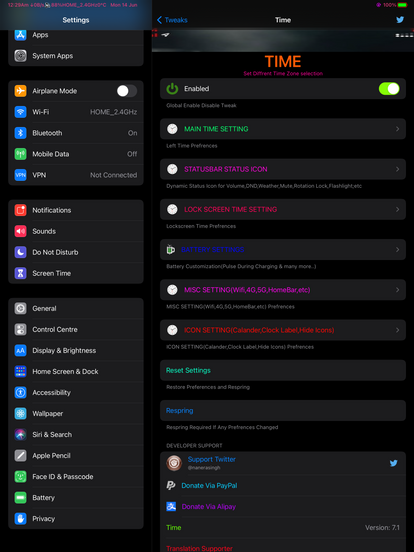 12:28am
100%
Mon 14 Jun
Settings
Apps
System Apps
Airplane Mode
Wi-Fi HOME_2.4GHz
Bluetooth On
Mobile Data Off
VPN VPN Not Connected
Notifications
Sounds
Do Not Disturb
Screen Time
General
Control Centre
AA Display & Brightness
Home Screen & Dock
Accessibility
Wallpaper
Siri & Search
Apple Pencil
Face ID & Passcode
Battery
Privacy
Tweaks Time
TIME
Set Diffrent Time Zone selection
Enabled
Global Enable Disable Tweak
MAIN TIME SETTING
Left Time Prefrences
STATUSBAR STATUS ICON
Dynamic Status Icon for Volume,DND,Weather,Mute,Rotation Lock,Flashlight,etc
LOCK SCREEN TIME SETTING
Lockscreen Time Prefrences
Battery Customization(Pulse During Charging & many more..)
MISC SETTING(Wifi,4G,5G,HomeBar,etc)
MISC SETTING(Wifi,4G,5G,HomeBar,etc) Prefrences
ICON SETTING(Calander,Clock Label,Hide Icons)
ICON SETTING(Calander,Clock Label,Hide Icons) Prefrences
Reset Settings
Restore Preferences and Respring
Respring
Respring Required If Any Prefrences Changed
DEVELOPER SUPPORT
Support Twitter
@ranerasingh
Donate Via PayPal
Donate Via Alipay
Time Version: 7.1
Translation Supporter